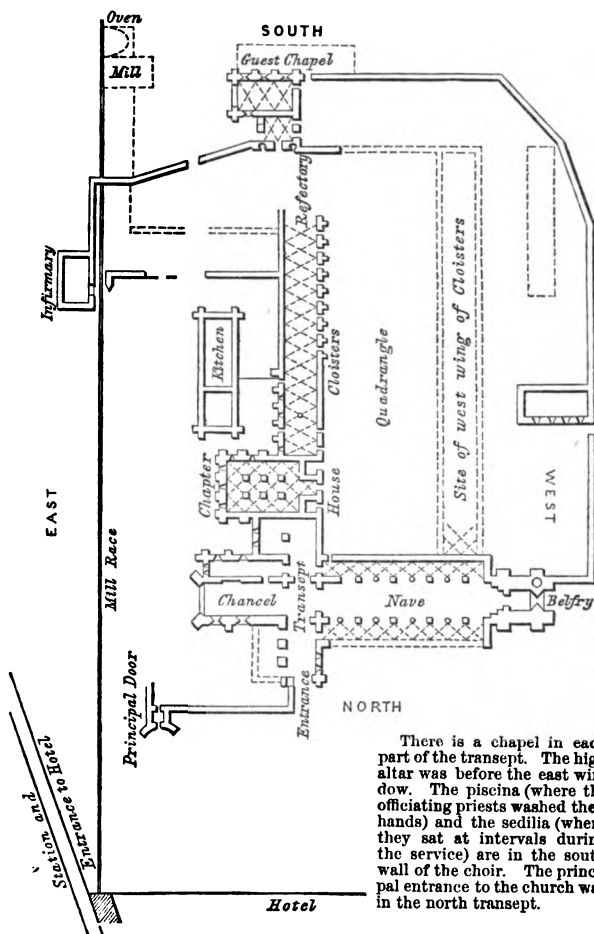 Oven
SOUTH
Mill
Guest Chapel
Refectory
Infirmary
Kitchen
Cloisters
Quadrangle
Site of west wing of Cloisters
Chapter
House
EAST
WEST
Mill Race
Chancel
Transept
Nave
Belfry
Principal Door
Entrance
NORTH
Station and
Entrance to Hotel
Hotel
There is a chapel in eac
part of the transept. The hig
altar was before the east win
dow. The piscina (where th
officiating priests washed the
hands) and the sedilia (wher
they sat at intervals durin
the service) are in the sout
wall of the choir. The princ
pal entrance to the church wa
in the north transept.